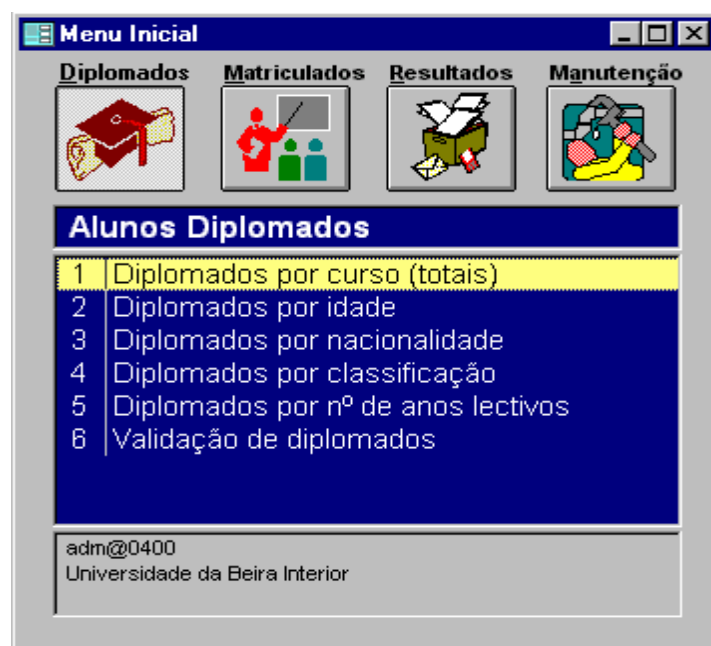 Menu Inicial
Diplomados Matriculados Resultados Manutenção
Alunos Diplomados
1 Diplomados por curso (totais)
2 Diplomados por idade
3 Diplomados por nacionalidade
4 Diplomados por classificação
5 Diplomados por nº de anos lectivos
6 Validação de diplomados
adm@0400
Universidade da Beira Interior